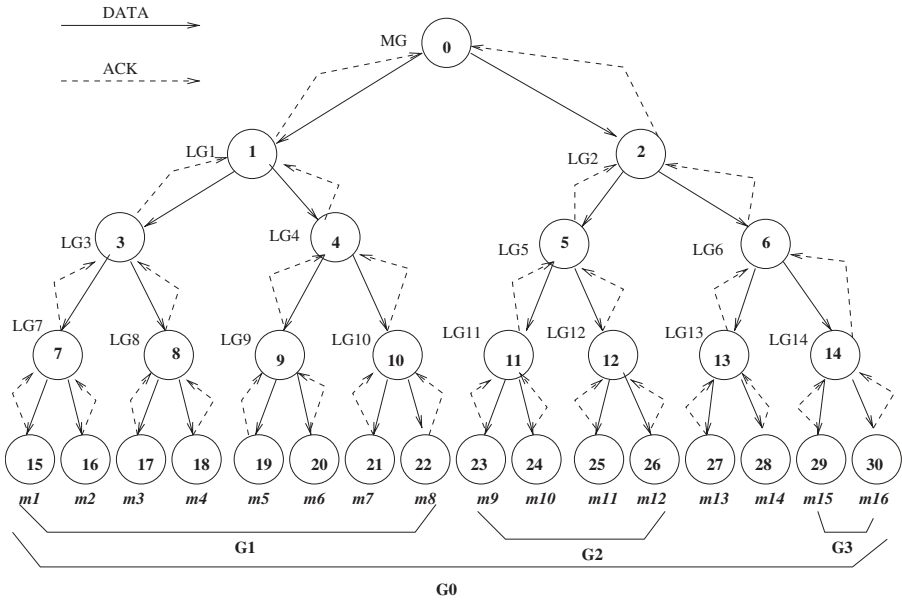 DATA
MG
0
ACK
LG1
1
LG2
2
LG3
3
LG4
4
LG5
5
LG6
6
LG7
7
LG8
8
LG9
9
LG10
10
LG11
11
LG12
12
LG13
13
LG14
14
15 16 17 18 19 20 21 22 23 24 25 26 27 28 29 30
m1 m2 m3 m4 m5 m6 m7 m8 m9 m10 m11 m12 m13 m14 m15 m16
G1 G2 G3
G0